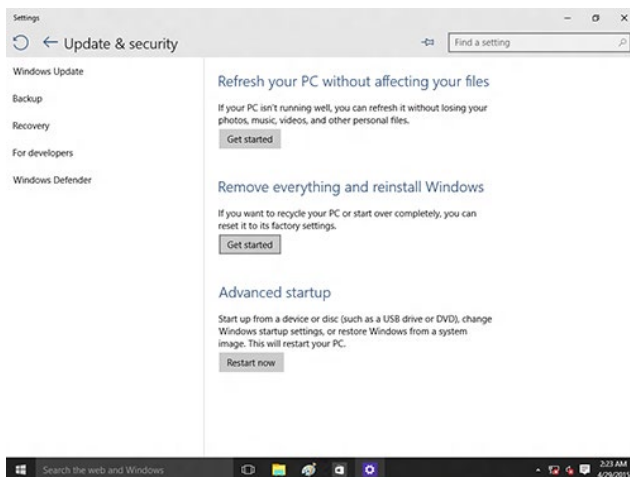 Settings
Update & security
Find a setting
Windows Update
Backup
Recovery
For developers
Windows Defender
Refresh your PC without affecting your files
If your PC isn't running well, you can refresh it without losing your
photos, music, videos, and other personal files.
Get started
Remove everything and reinstall Windows
If you want to recycle your PC or start over completely, you can
reset it to its factory settings.
Get started
Advanced startup
Start up from a device or disc (such as a USB drive or DVD), change
Windows startup settings, or restore Windows from a system
image. This will restart your PC.
Restart now
Search the web and Windows
2:23 AM
4/29/2015